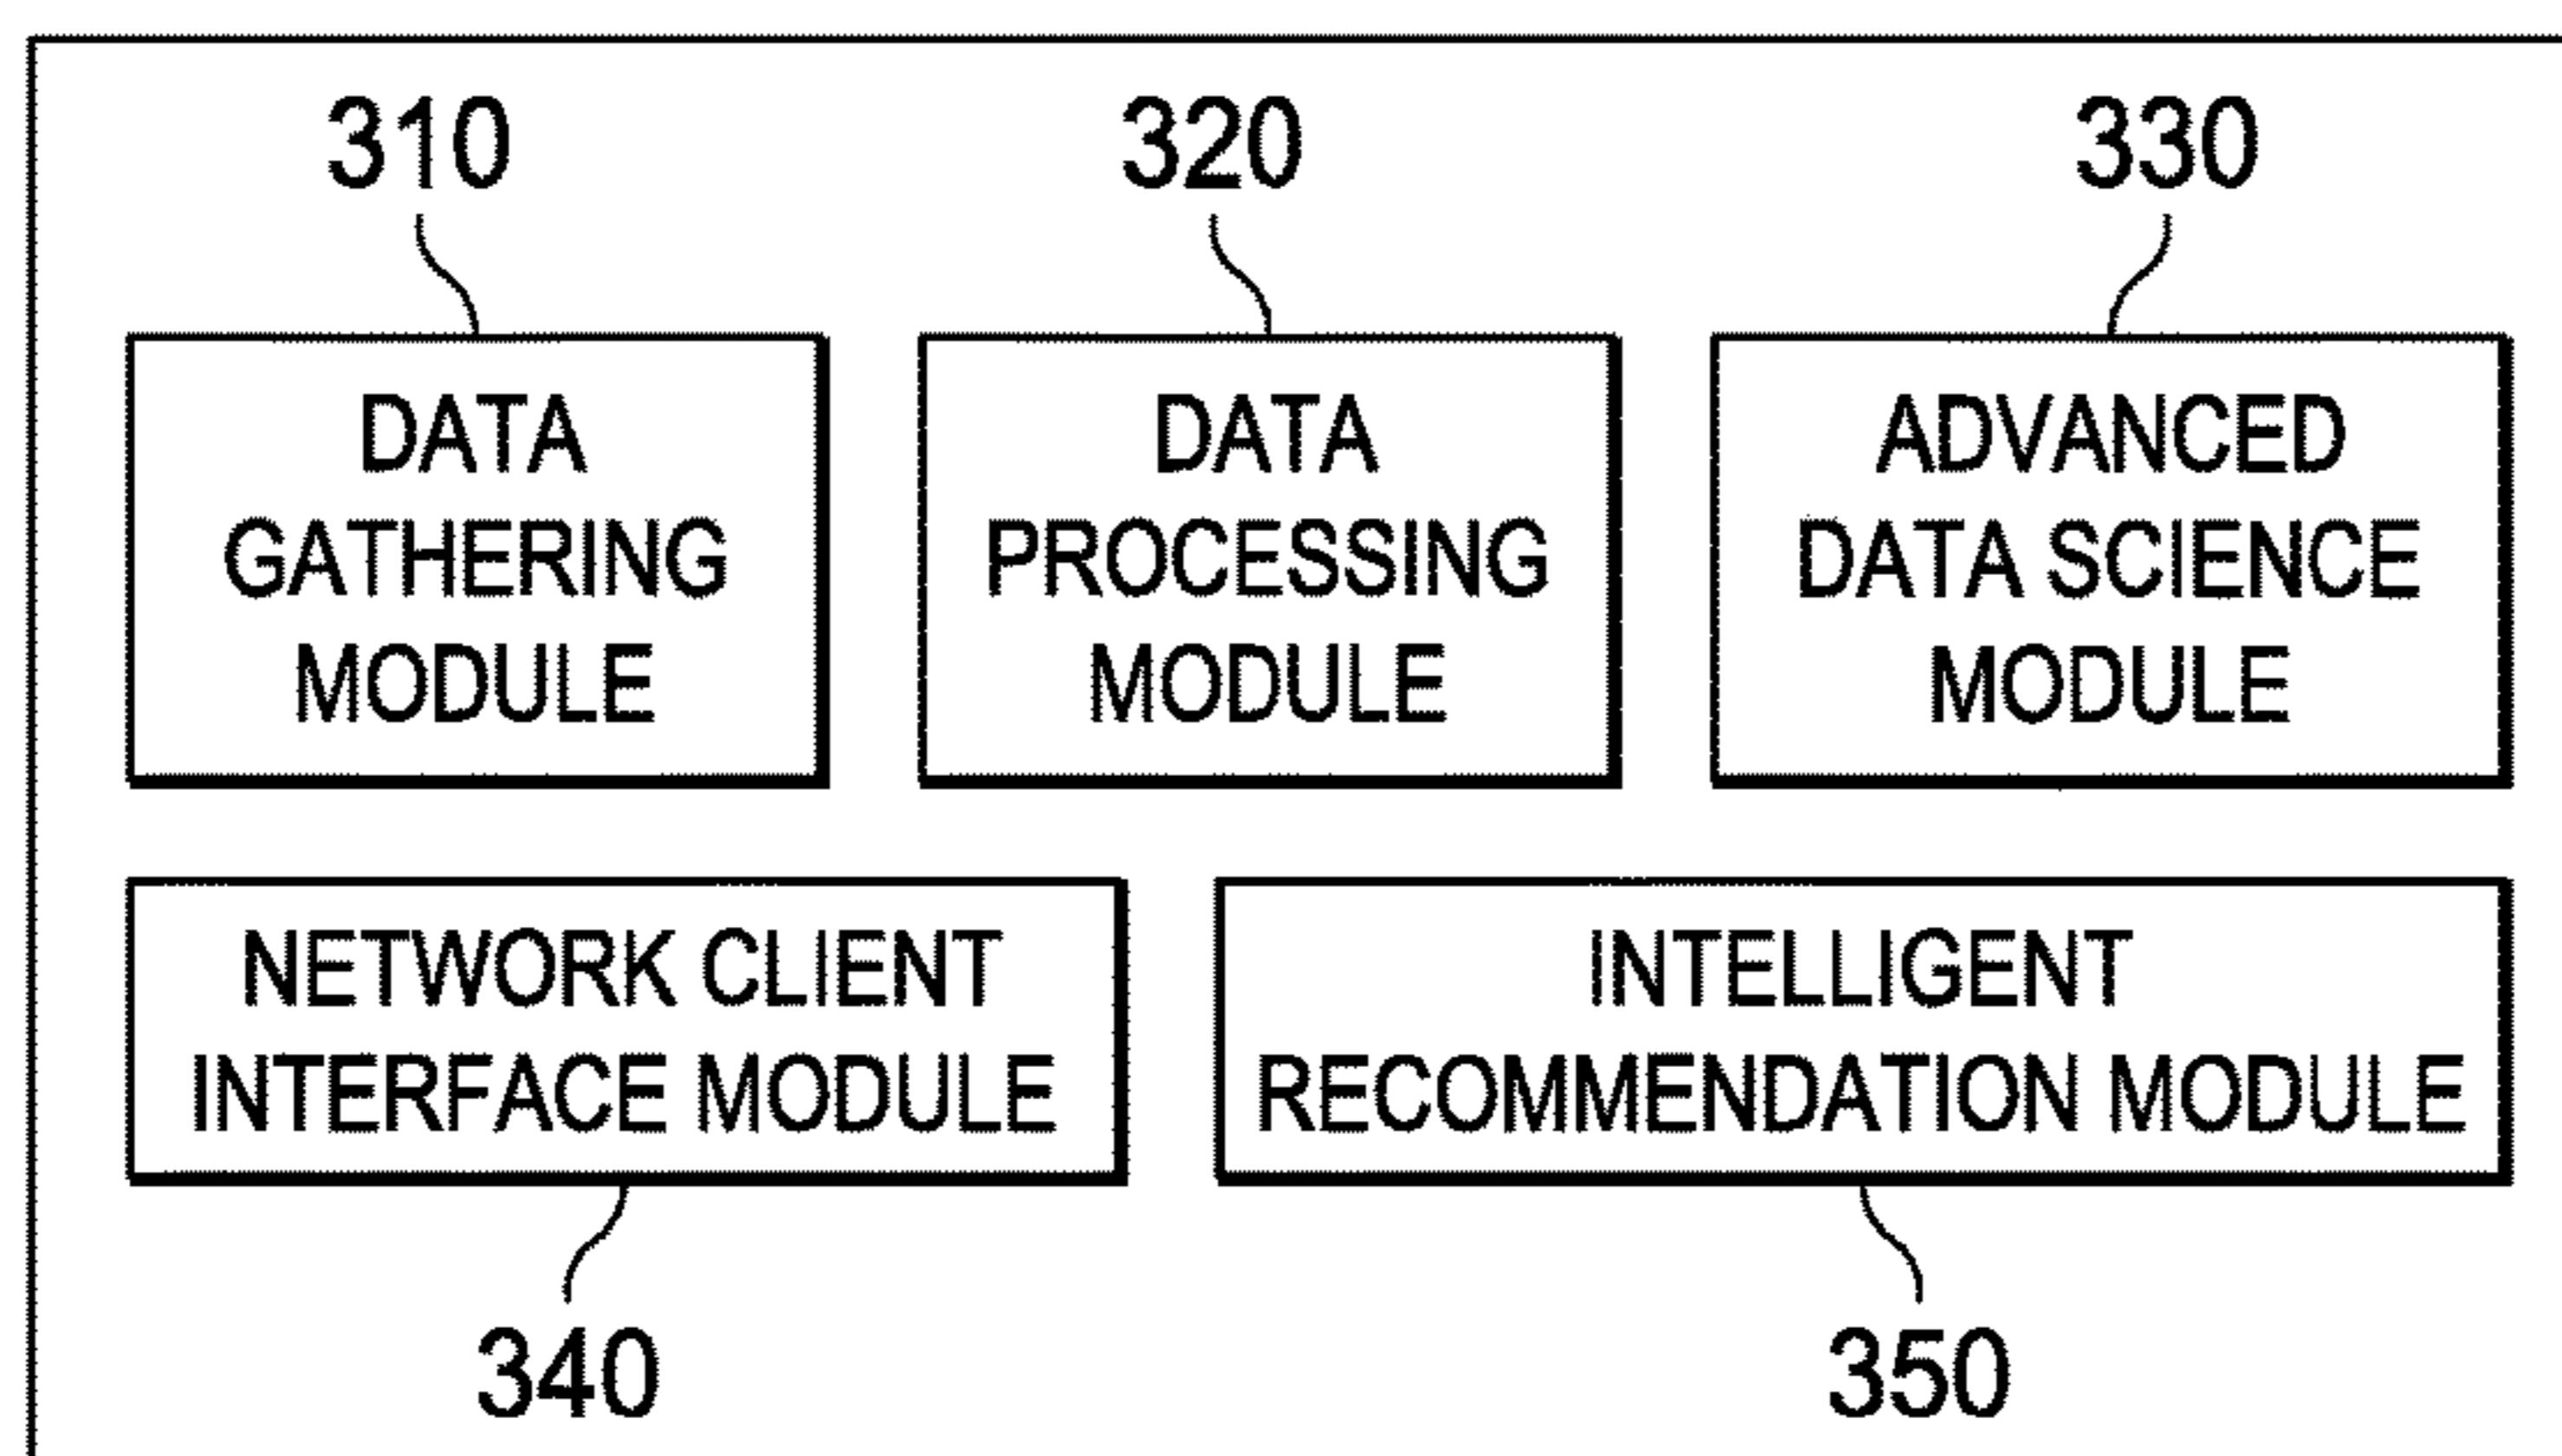 310
320
330
DATA
GATHERING
MODULE
DATA
PROCESSING
MODULE
ADVANCED
DATA SCIENCE
MODULE
NETWORK CLIENT
INTERFACE MODULE
INTELLIGENT
RECOMMENDATION MODULE
340
350